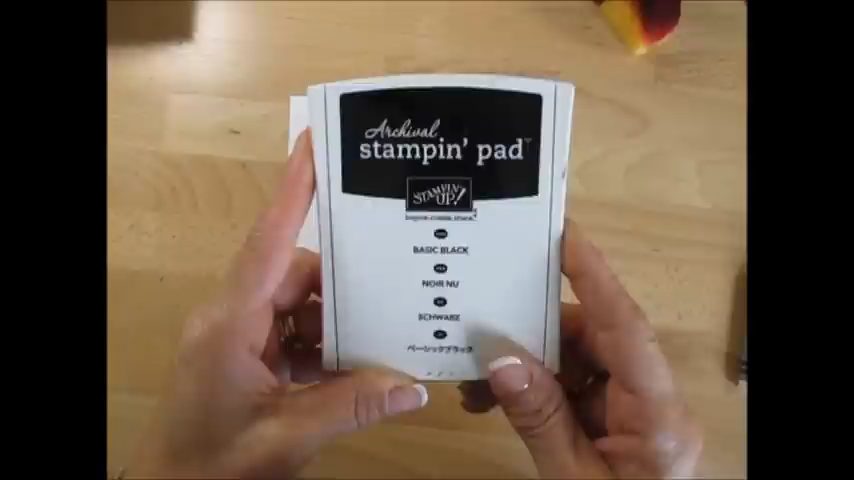 Archival
stampin' pad
STAMPIN' UP!
BASIC BLACK
NOIR NU
SCHWARZ
ベーシックブラック